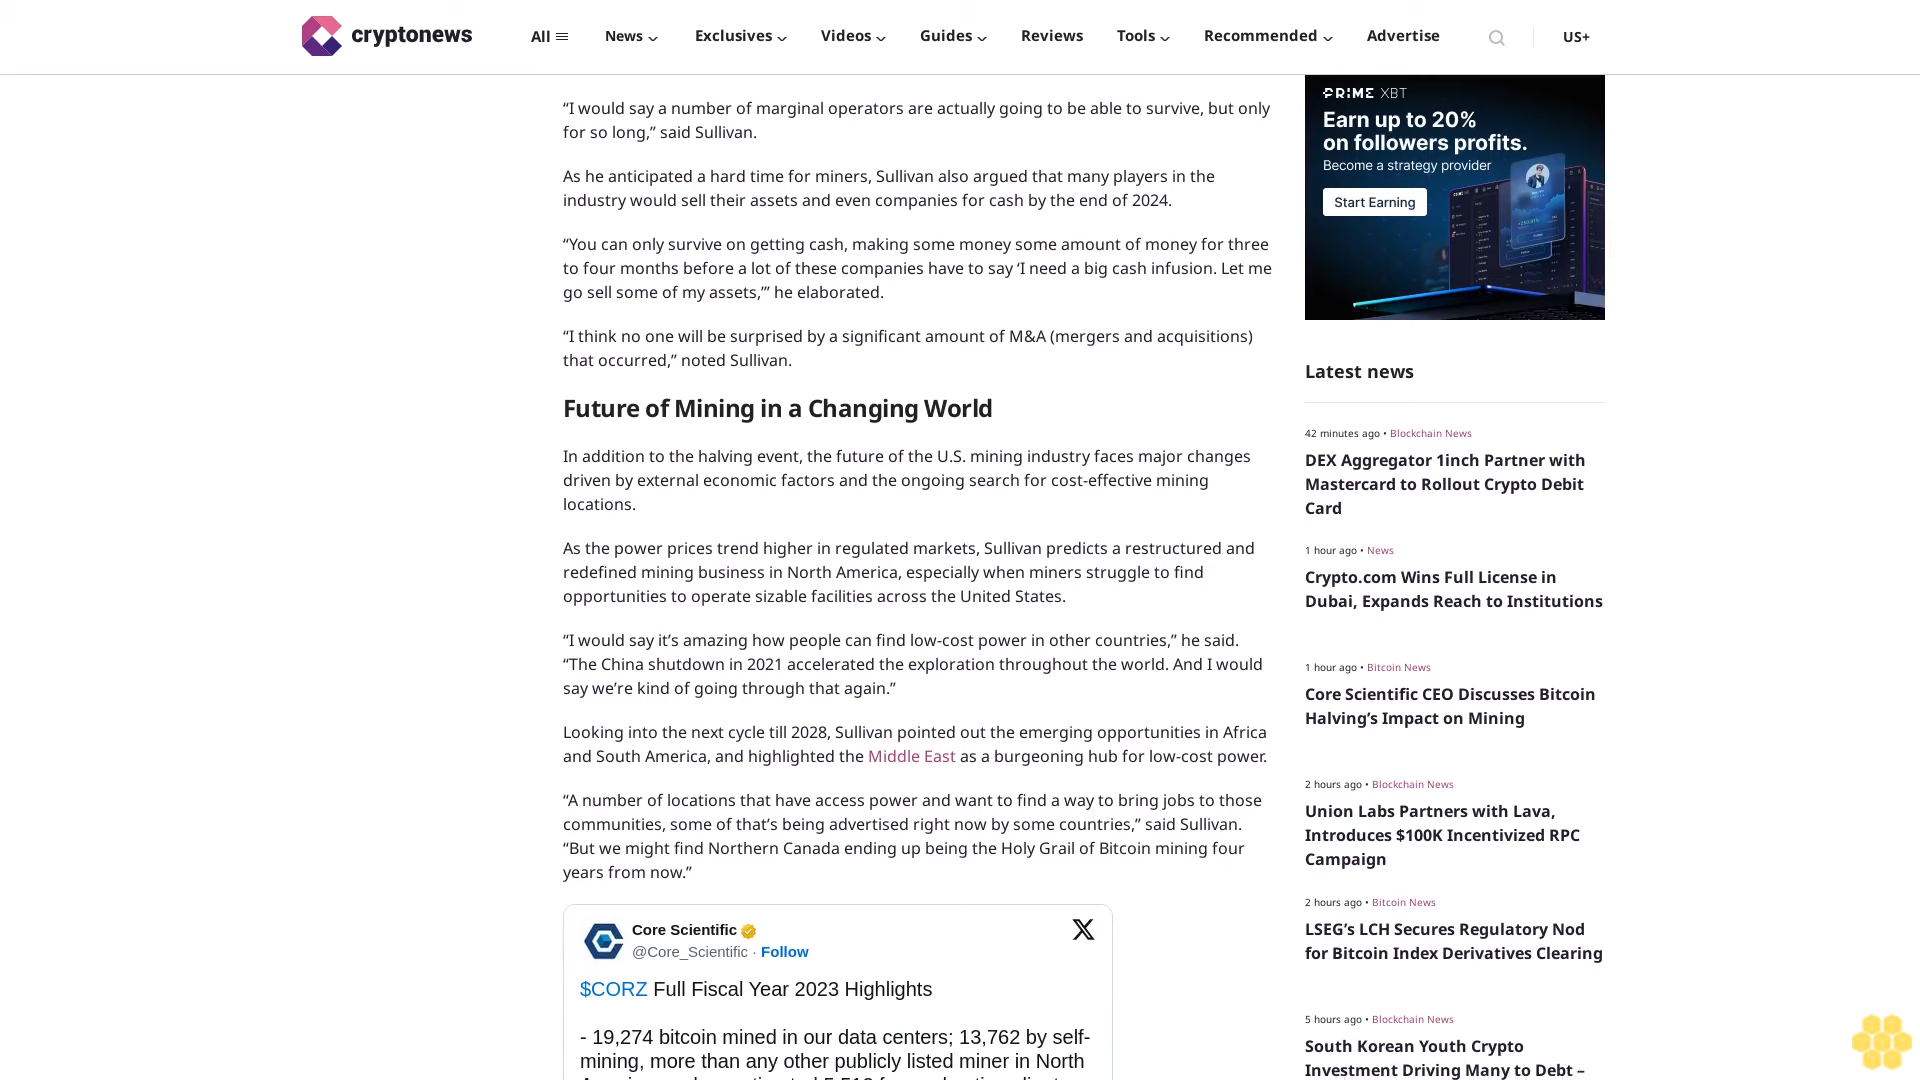 cryptonews
All
News
Exclusives
Videos
Guides
Reviews
Tools
Recommended
Advertise
US+
“I would say a number of marginal operators are actually going to be able to survive, but only
for so long,” said Sullivan.
As he anticipated a hard time for miners, Sullivan also argued that many players in the
industry would sell their assets and even companies for cash by the end of 2024.
“You can only survive on getting cash, making some money some amount of money for three
to four months before a lot of these companies have to say ‘I need a big cash infusion. Let me
go sell some of my assets,’” he elaborated.
“I think no one will be surprised by a significant amount of M&A (mergers and acquisitions)
that occurred,” noted Sullivan.
Future of Mining in a Changing World
In addition to the halving event, the future of the U.S. mining industry faces major changes
driven by external economic factors and the ongoing search for cost-effective mining
locations.
As the power prices trend higher in regulated markets, Sullivan predicts a restructured and
redefined mining business in North America, especially when miners struggle to find
opportunities to operate sizable facilities across the United States.
“I would say it’s amazing how people can find low-cost power in other countries,” he said.
“The China shutdown in 2021 accelerated the exploration throughout the world. And I would
say we’re kind of going through that again.”
Looking into the next cycle till 2028, Sullivan pointed out the emerging opportunities in Africa
and South America, and highlighted the Middle East as a burgeoning hub for low-cost power.
“A number of locations that have access power and want to find a way to bring jobs to those
communities, some of that’s being advertised right now by some countries,” said Sullivan.
“But we might find Northern Canada ending up being the Holy Grail of Bitcoin mining four
years from now.”
Core Scientific
@Core_Scientific · Follow
$CORZ Full Fiscal Year 2023 Highlights
- 19,274 bitcoin mined in our data centers; 13,762 by self-
mining, more than any other publicly listed miner in North
PRIME XBT
Earn up to 20%
on followers profits.
Become a strategy provider
Start Earning
Latest news
42 minutes ago • Blockchain News
DEX Aggregator 1inch Partner with
Mastercard to Rollout Crypto Debit
Card
1 hour ago • News
Crypto.com Wins Full License in
Dubai, Expands Reach to Institutions
1 hour ago • Bitcoin News
Core Scientific CEO Discusses Bitcoin
Halving’s Impact on Mining
2 hours ago • Blockchain News
Union Labs Partners with Lava,
Introduces $100K Incentivized RPC
Campaign
2 hours ago • Bitcoin News
LSEG’s LCH Secures Regulatory Nod
for Bitcoin Index Derivatives Clearing
5 hours ago • Blockchain News
South Korean Youth Crypto
Investment Driving Many to Debt –